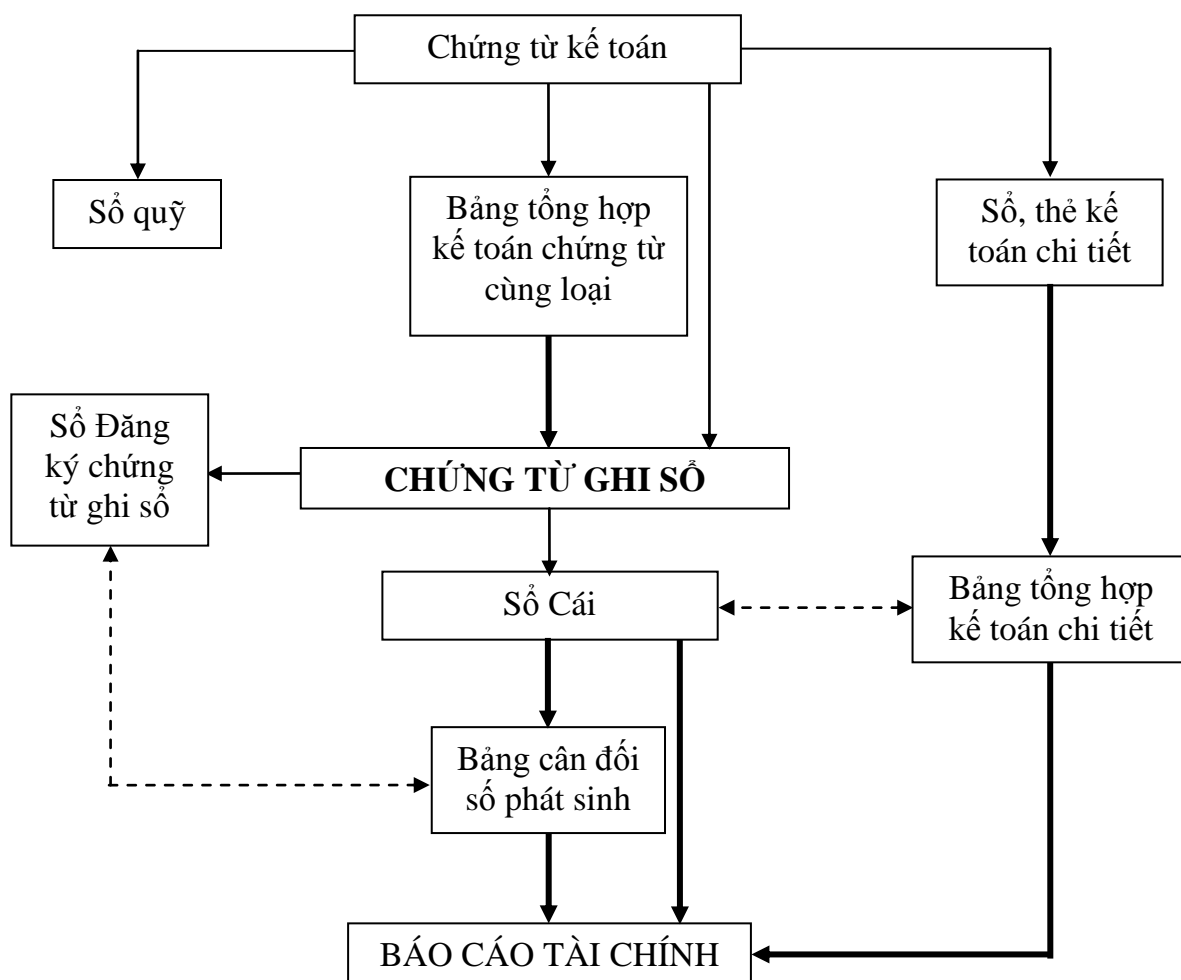 Chứng từ kế toán
Sổ quỹ
Bảng tổng hợp
kế toán chứng từ
cùng loại
Sổ, thẻ kế
toán chi tiết
Sổ Đăng
ký chứng
từ ghi sổ
CHỨNG TỪ GHI SỔ
Sổ Cái
Bảng tổng hợp
kế toán chi tiết
Bảng cân đối
số phát sinh
BÁO CÁO TÀI CHÍNH